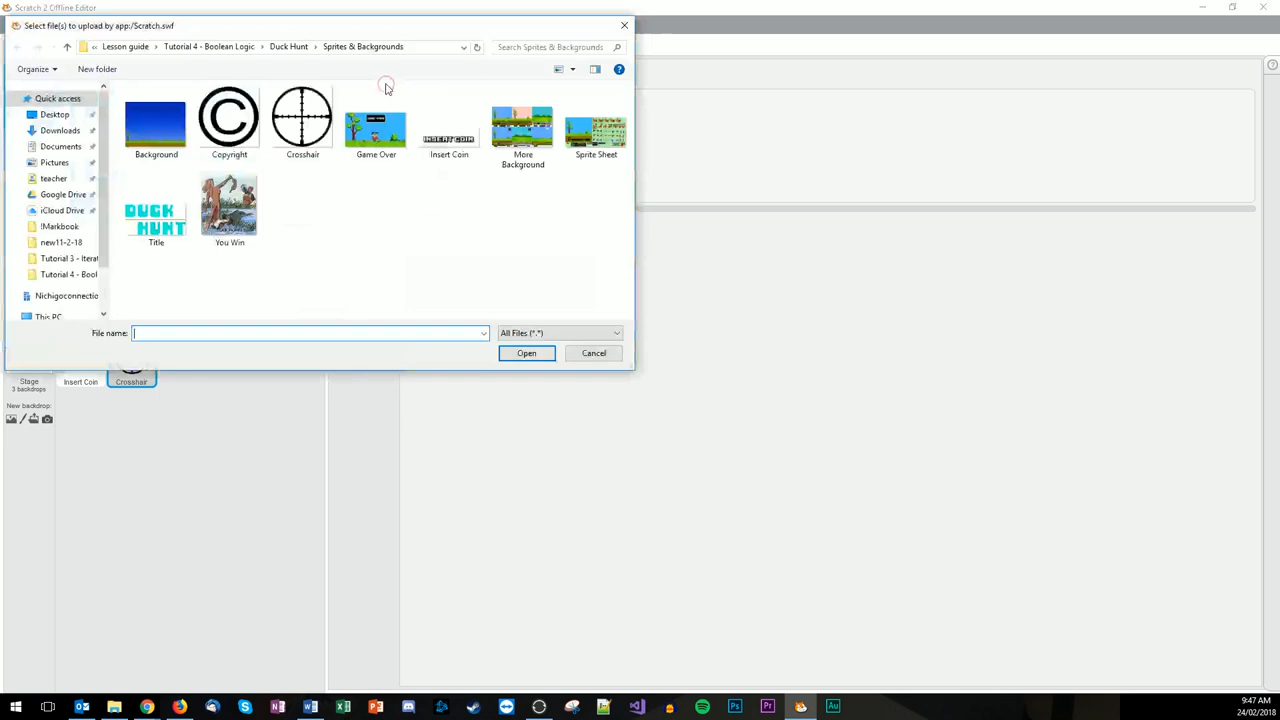 Scratch 2 Offline Editor
Select file(s) to upload by app:/Scratch.swf
« Lesson guide › Tutorial 4 - Boolean Logic › Duck Hunt › Sprites & Backgrounds
Search Sprites & Backgrounds
Organize
New folder
Quick access
Desktop
Downloads
Documents
Pictures
teacher
Google Drive
iCloud Drive
!Markbook
new11-2-18
Tutorial 3 - Iterat
Tutorial 4 - Bool
Nichigoconnectio
This PC
Background
Copyright
Crosshair
Game Over
INSERT COIN
Insert Coin
More Background
Sprite Sheet
DUCK HUNT
Title
You Win
File name:
All Files (*.*)
Open
Cancel
Stage
3 backdrops
Insert Coin
Crosshair
New backdrop:
9:47 AM
24/02/2018